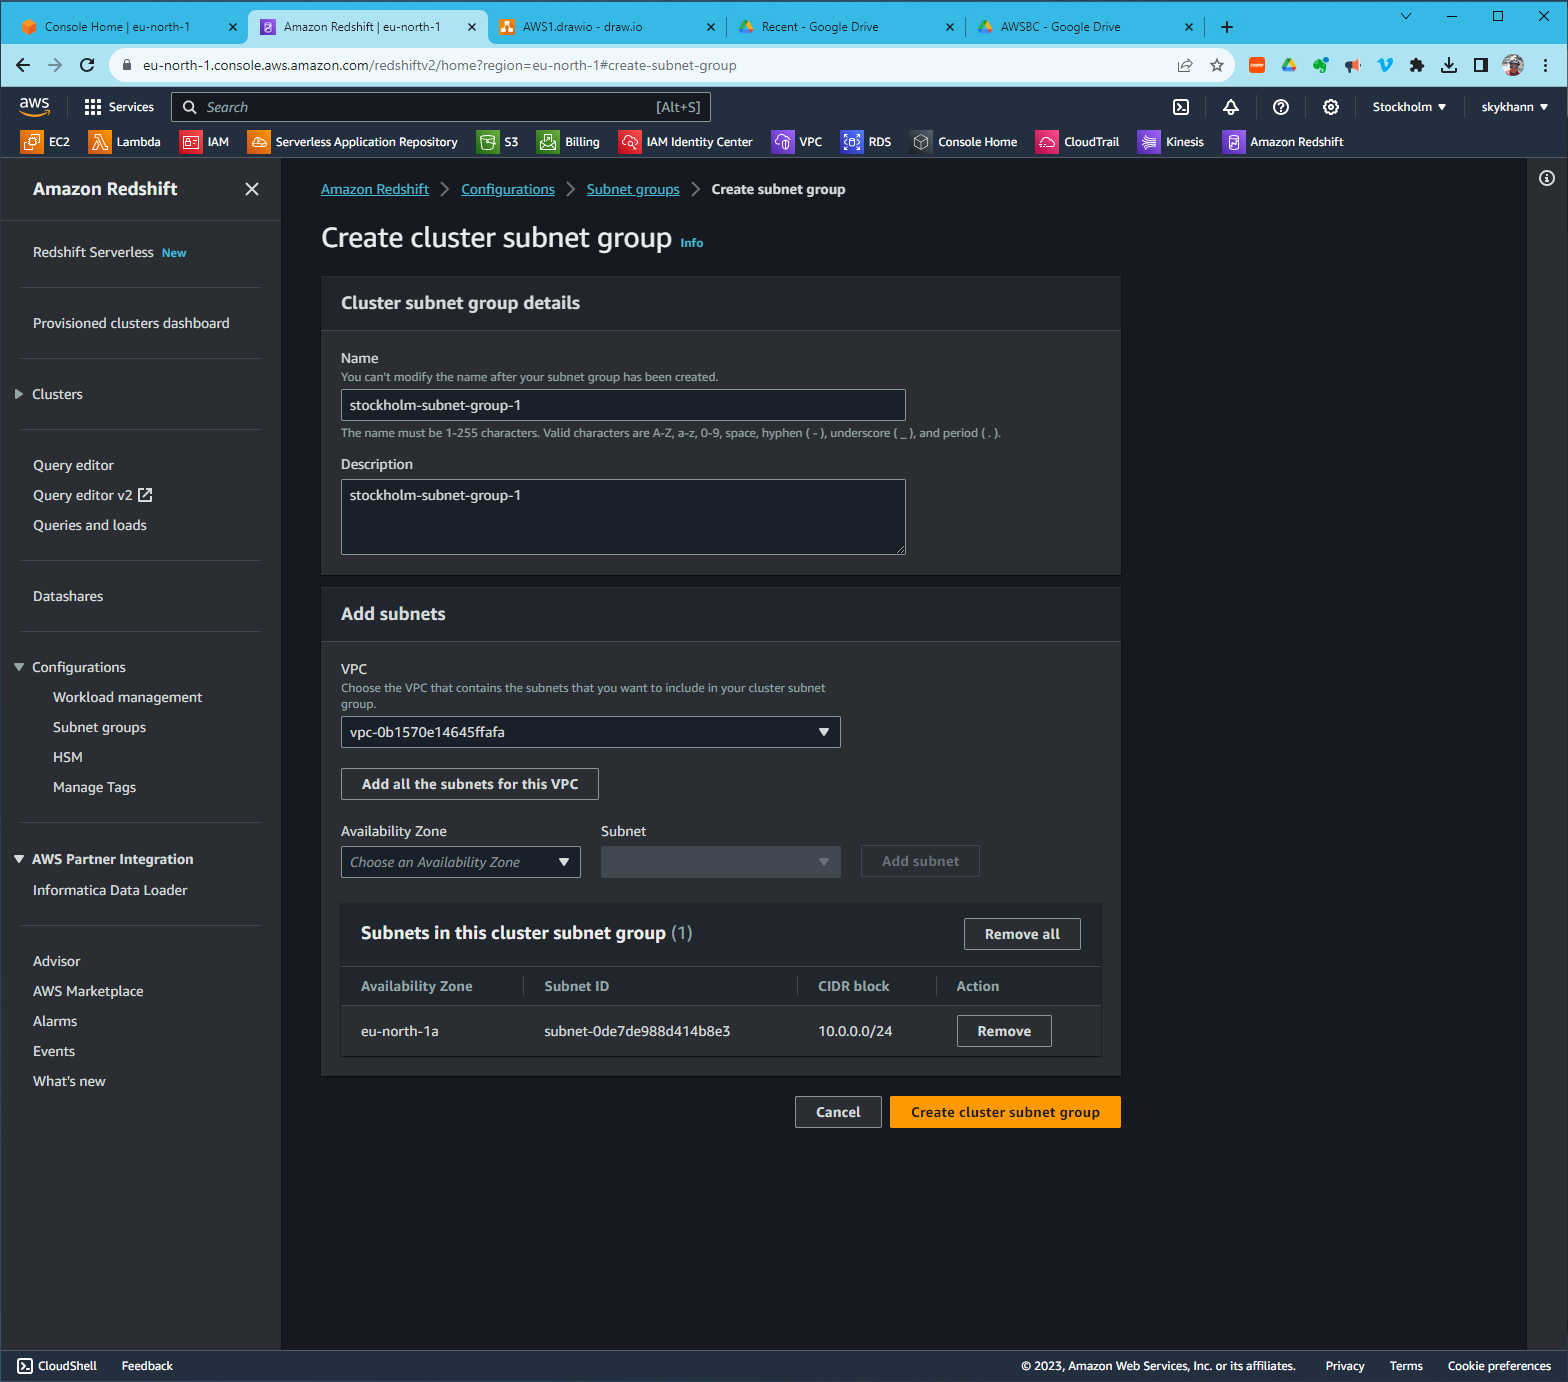 Console Home | eu-north-1
Amazon Redshift | eu-north-1
AWS1.drawio - draw.io
Recent - Google Drive
AWSBC - Google Drive
eu-north-1.console.aws.amazon.com/redshiftv2/home?region=eu-north-1#create-subnet-group
aws
Services
Search
[Alt+S]
Stockholm
skykhann
EC2
Lambda
IAM
Serverless Application Repository
S3
Billing
IAM Identity Center
VPC
RDS
Console Home
CloudTrail
Kinesis
Amazon Redshift
Amazon Redshift
Redshift Serverless New
Provisioned clusters dashboard
Clusters
Query editor
Query editor v2
Queries and loads
Datashares
Configurations
Workload management
Subnet groups
HSM
Manage Tags
AWS Partner Integration
Informatica Data Loader
Advisor
AWS Marketplace
Alarms
Events
What's new
Amazon Redshift
Configurations
Subnet groups
Create subnet group
Create cluster subnet group Info
Cluster subnet group details
Name
You can't modify the name after your subnet group has been created.
stockholm-subnet-group-1
The name must be 1-255 characters. Valid characters are A-Z, a-z, 0-9, space, hyphen ( - ), underscore ( _ ), and period ( . ).
Description
stockholm-subnet-group-1
Add subnets
VPC
Choose the VPC that contains the subnets that you want to include in your cluster subnet
group.
vpc-0b1570e14645ffafa
Add all the subnets for this VPC
Availability Zone
Subnet
Choose an Availability Zone
Add subnet
Subnets in this cluster subnet group (1)
Remove all
Availability Zone
Subnet ID
CIDR block
Action
eu-north-1a
subnet-0de7de988d414b8e3
10.0.0.0/24
Remove
Cancel
Create cluster subnet group
CloudShell
Feedback
© 2023, Amazon Web Services, Inc. or its affiliates.
Privacy
Terms
Cookie preferences